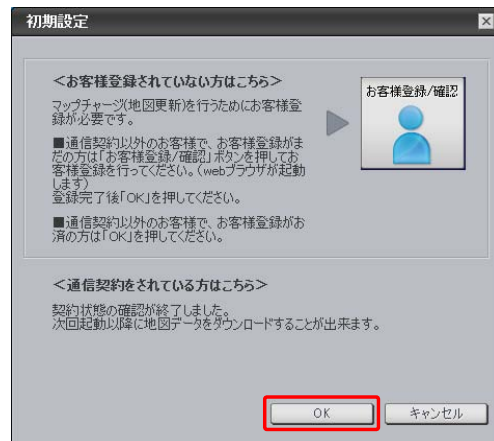 初期設定
<お客様登録されていない方はこちら>
マップチャージ(地図更新)を行うためにお客様登
録が必要です。
お客様登録/確認
■通信契約以外のお客様で、お客様登録がま
だの方は「お客様登録/確認」ボタンを押してお
客様登録を行ってください。(webブラウザが起動
します)
登録完了後「OK」を押してください。
■通信契約以外のお客様で、お客様登録がお
済の方は「OK」を押してください。
<通信契約をされている方はこちら>
契約状態の確認が終了しました。
次回起動以降に地図データをダウンロードすることが出来ます。
OK
キャンセル